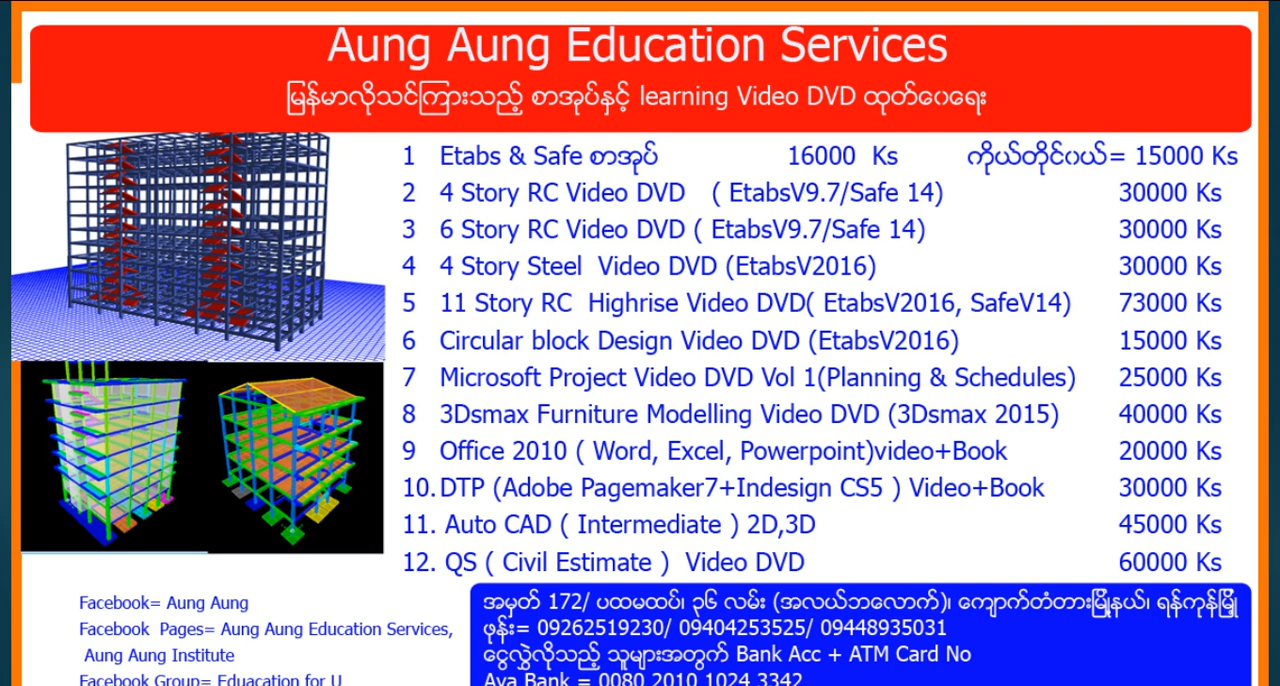 Aung Aung Education Services
မြန်မာလိုသင်ကြားသည့် စာအုပ်နှင့် learning Video DVD ထုတ်ဝေရေး
1 Etabs & Safe စာအုပ် 16000 Ks ကိုယ်တိုင်ဝယ်= 15000 Ks
2 4 Story RC Video DVD ( EtabsV9.7/Safe 14) 30000 Ks
3 6 Story RC Video DVD ( EtabsV9.7/Safe 14) 30000 Ks
4 4 Story Steel Video DVD (EtabsV2016) 30000 Ks
5 11 Story RC Highrise Video DVD( EtabsV2016, SafeV14) 73000 Ks
6 Circular block Design Video DVD (EtabsV2016) 15000 Ks
7 Microsoft Project Video DVD Vol 1(Planning & Schedules) 25000 Ks
8 3Dsmax Furniture Modelling Video DVD (3Dsmax 2015) 40000 Ks
9 Office 2010 ( Word, Excel, Powerpoint)video+Book 20000 Ks
10. DTP (Adobe Pagemaker7+Indesign CS5 ) Video+Book 30000 Ks
11. Auto CAD ( Intermediate ) 2D,3D 45000 Ks
12. QS ( Civil Estimate ) Video DVD 60000 Ks
Facebook= Aung Aung
Facebook Pages= Aung Aung Education Services,
Aung Aung Institute
Facebook Group= Eduacation for U
အမှတ် 172/ ပထမထပ်၊ ၃၆ လမ်း (အလယ်ဘလောက်)၊ ကျောက်တံတားမြို့နယ်၊ ရန်ကုန်မြို့
ဖုန်း= 09262519230/ 09404253525/ 09448935031
ငွေလွှဲလိုသည့် သူများအတွက် Bank Acc + ATM Card No
Aya Bank = 0080 2010 1024 3342